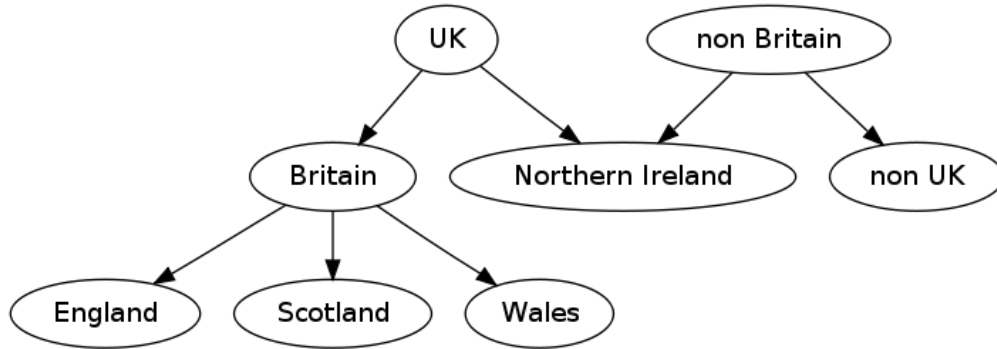 UK
non Britain
Britain
Northern Ireland
non UK
England
Scotland
Wales